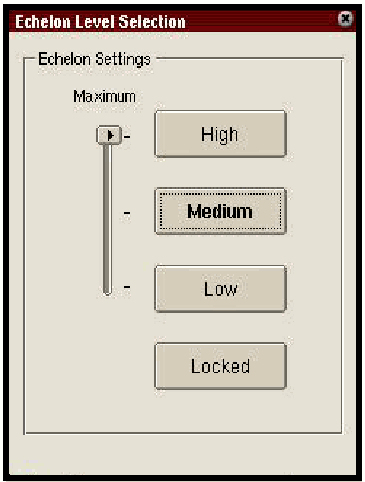 Echelon Level Selection
Echelon Settings
Maximum
High
Medium
Low
Locked